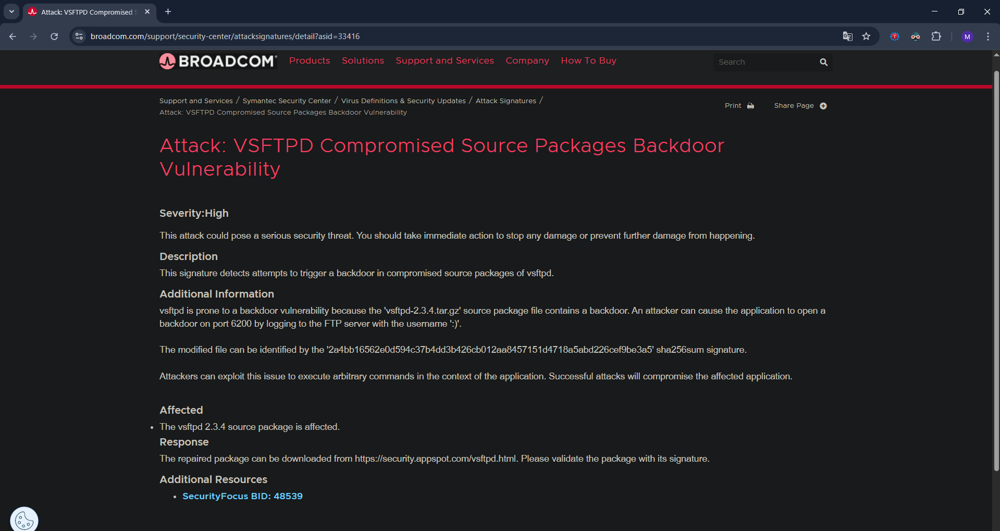 Attack: VSFTPD Compromised S
broadcom.com/support/security-center/attacksignatures/detail?asid=33416
M
BROADCOM
Products Solutions Support and Services Company How To Buy
Search
Support and Services / Symantec Security Center / Virus Definitions & Security Updates / Attack Signatures /
Attack: VSFTPD Compromised Source Packages Backdoor Vulnerability
Print
Share Page
Attack: VSFTPD Compromised Source Packages Backdoor
Vulnerability
Severity:High
This attack could pose a serious security threat. You should take immediate action to stop any damage or prevent further damage from happening.
Description
This signature detects attempts to trigger a backdoor in compromised source packages of vsftpd.
Additional Information
vsftpd is prone to a backdoor vulnerability because the 'vsftpd-2.3.4.tar.gz' source package file contains a backdoor. An attacker can cause the application to open a
backdoor on port 6200 by logging to the FTP server with the username ':)'.
The modified file can be identified by the '2a4bb16562e0d594c37b4dd3b426cb012aa8457151d4718a5abd226cef9be3a5' sha256sum signature.
Attackers can exploit this issue to execute arbitrary commands in the context of the application. Successful attacks will compromise the affected application.
Affected
• The vsftpd 2.3.4 source package is affected.
Response
The repaired package can be downloaded from https://security.appspot.com/vsftpd.html. Please validate the package with its signature.
Additional Resources
• SecurityFocus BID: 48539